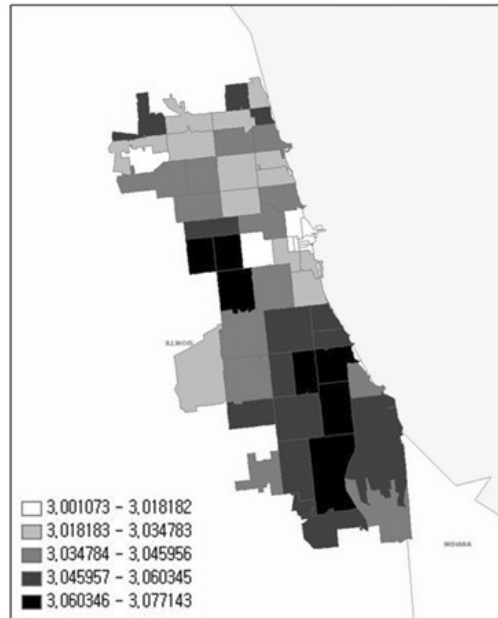 ILLINOIS
3,001073 - 3,018182
3,018183 - 3,034783
3,034784 - 3,045956
3,045957 - 3,060345
3,060346 - 3,077143
INDIANA